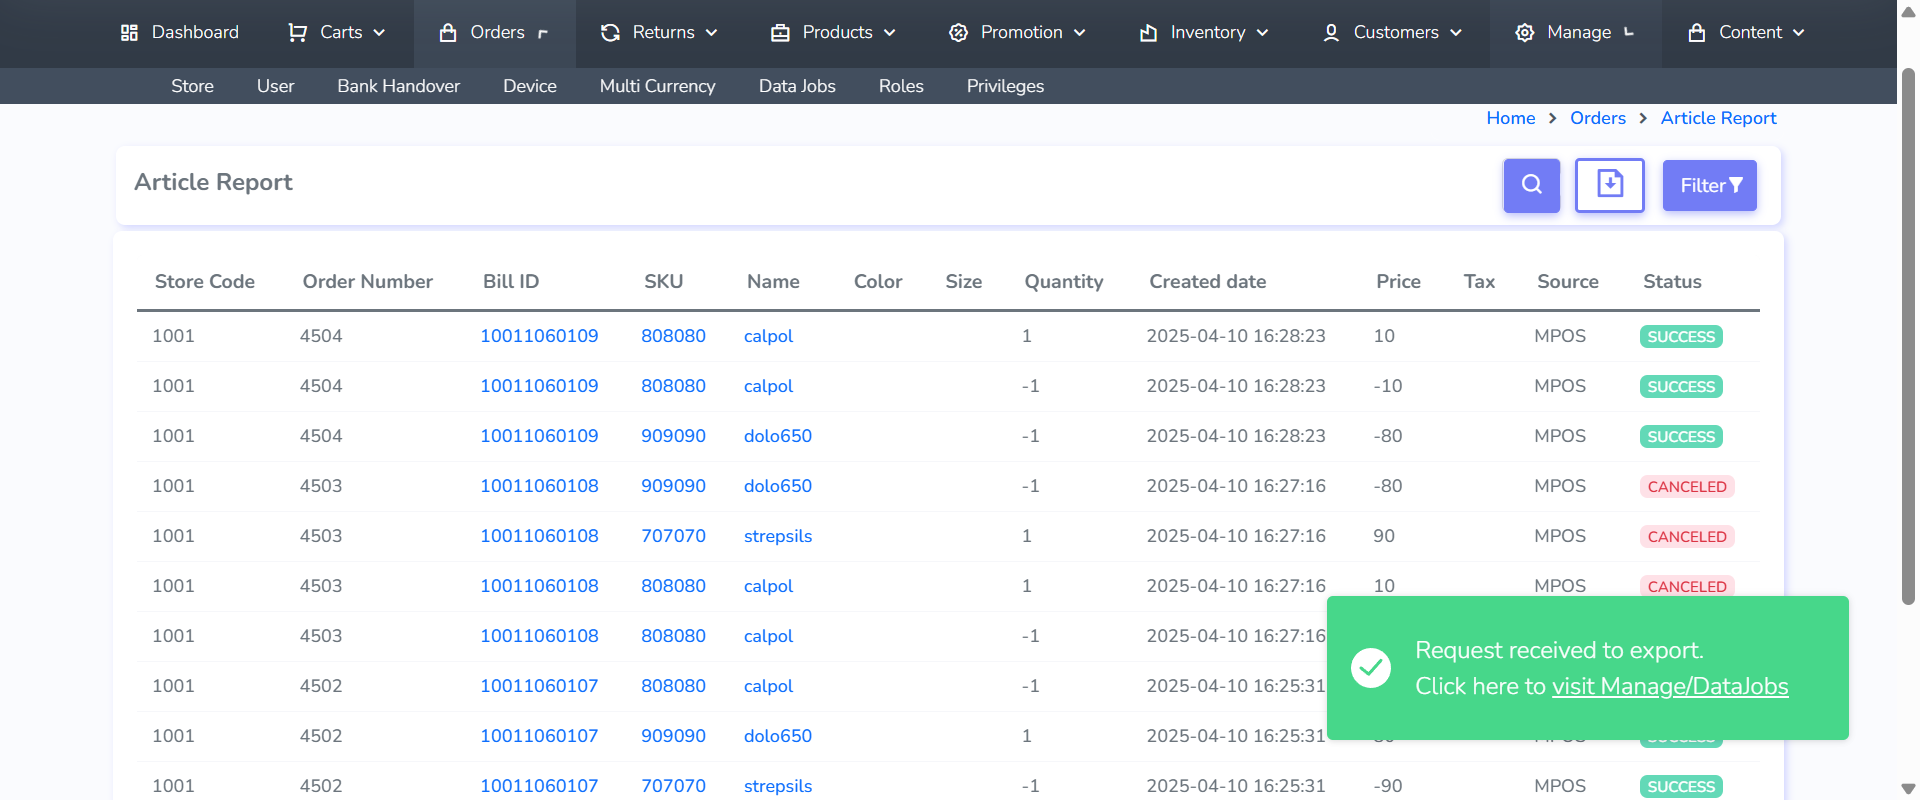 Dashboard Carts Orders Returns Products Promotion Inventory Customers Manage Content
Store User Bank Handover Device Multi Currency Data Jobs Roles Privileges
Home > Orders > Article Report
Article Report Filter
Store Code Order Number Bill ID SKU Name Color Size Quantity Created date Price Tax Source Status
1001 4504 10011060109 808080 calpol 1 2025-04-10 16:28:23 10 MPOS SUCCESS
1001 4504 10011060109 808080 calpol -1 2025-04-10 16:28:23 -10 MPOS SUCCESS
1001 4504 10011060109 909090 dolo650 -1 2025-04-10 16:28:23 -80 MPOS SUCCESS
1001 4503 10011060108 909090 dolo650 -1 2025-04-10 16:27:16 -80 MPOS CANCELED
1001 4503 10011060108 707070 strepsils 1 2025-04-10 16:27:16 90 MPOS CANCELED
1001 4503 10011060108 808080 calpol 1 2025-04-10 16:27:16 10 MPOS CANCELED
1001 4503 10011060108 808080 calpol -1 2025-04-10 16:27:16
1001 4502 10011060107 808080 calpol -1 2025-04-10 16:25:31
1001 4502 10011060107 909090 dolo650 1 2025-04-10 16:25:31
1001 4502 10011060107 707070 strepsils -1 2025-04-10 16:25:31 -90 MPOS SUCCESS
Request received to export.
Click here to visit Manage/DataJobs